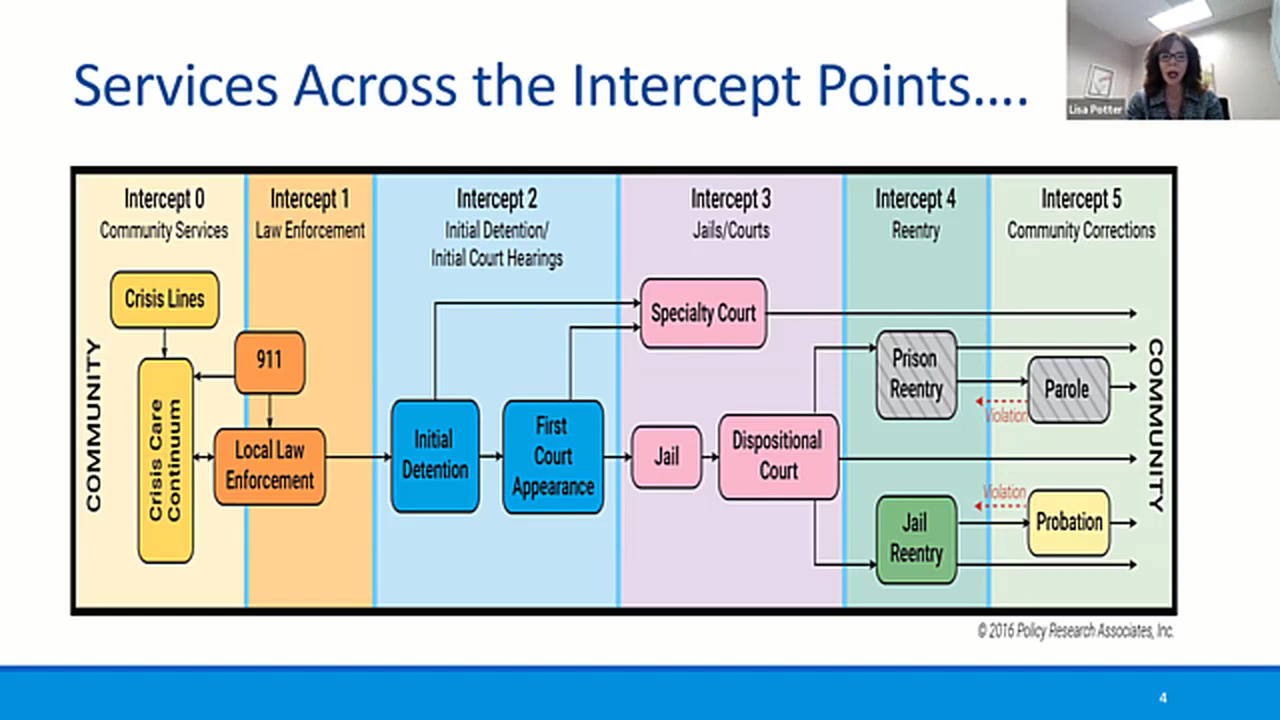 Services Across the Intercept Points....
Lisa Potter
Intercept 0
Community Services
Intercept 1
Law Enforcement
Intercept 2
Initial Detention/
Initial Court Hearings
Intercept 3
Jails/Courts
Intercept 4
Reentry
Intercept 5
Community Corrections
COMMUNITY
Crisis Lines
Crisis Care
Continuum
911
Local Law
Enforcement
Initial
Detention
First
Court
Appearance
Specialty Court
Jail
Dispositional
Court
Prison
Reentry
Parole
Violation
Jail
Reentry
Violation
Probation
COMMUNITY
© 2016 Policy Research Associates, Inc.
4